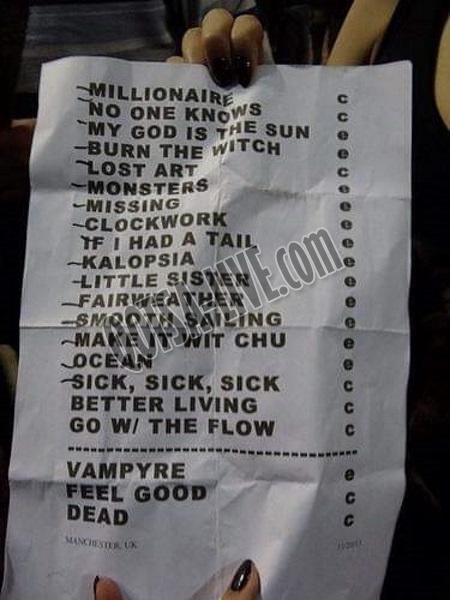 MILLIONAIRE c
NO ONE KNOWS c
MY GOD IS THE SUN e
BURN THE WITCH e
LOST ART c
MONSTERS e
MISSING e
CLOCKWORK e
IF I HAD A TAIL e
KALOPSIA e
LITTLE SISTER e
FAIRWEATHER e
SMOOTH SAILING e
MAKE IT WIT CHU e
OCEAN e
SICK, SICK, SICK c
BETTER LIVING c
GO W/ THE FLOW c
VAMPYRE e
FEEL GOOD c
DEAD c
MANCHESTER, UK